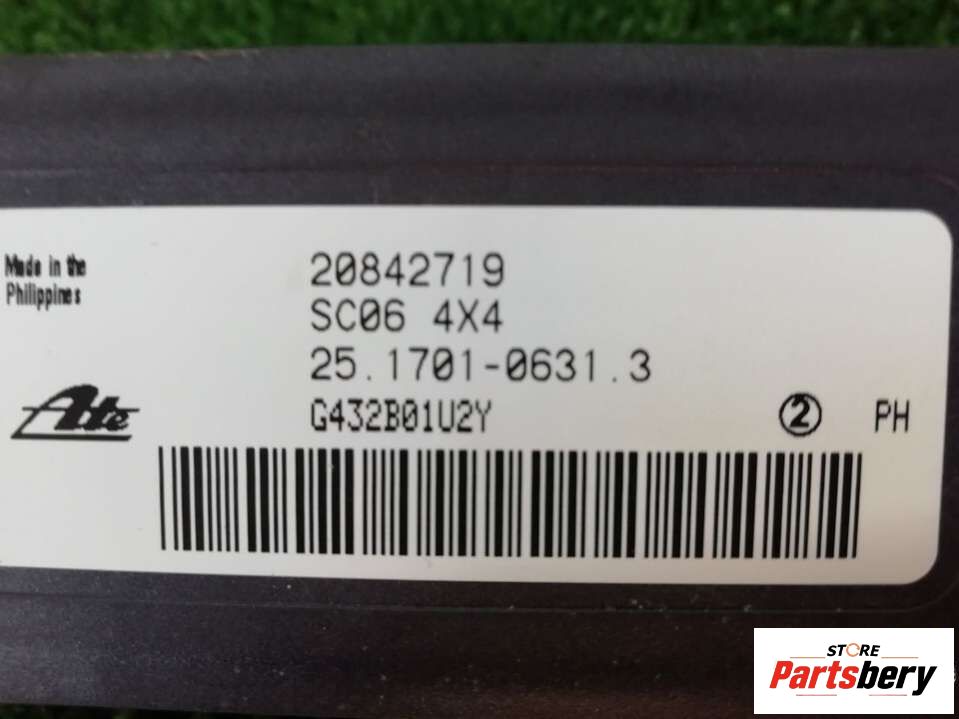 Made in the
Philippines
20842719
SC06 4X4
25.1701-0631.3
G432B01U2Y
2 PH
Ate
STORE
Partsbery